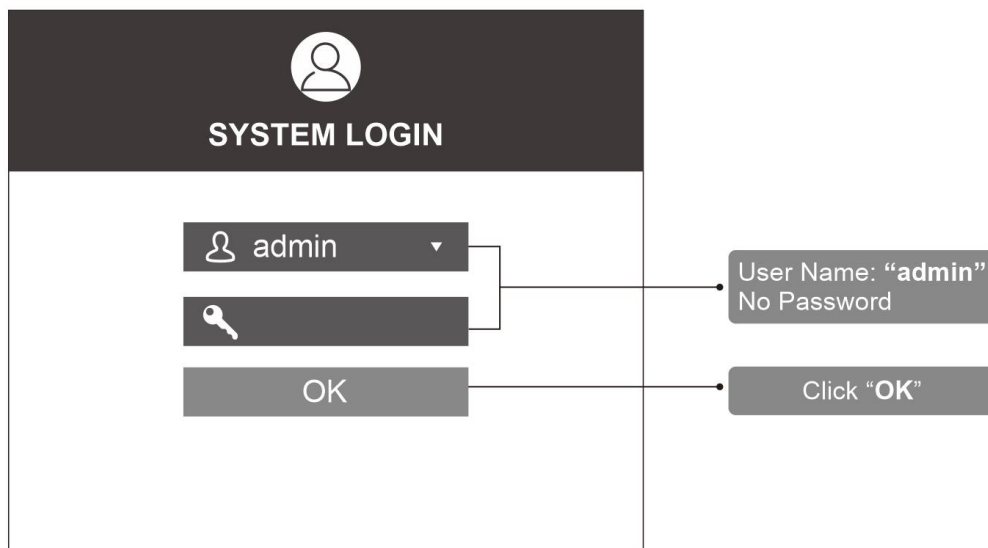 SYSTEM LOGIN
admin
OK
User Name: “admin”
No Password
Click “OK”